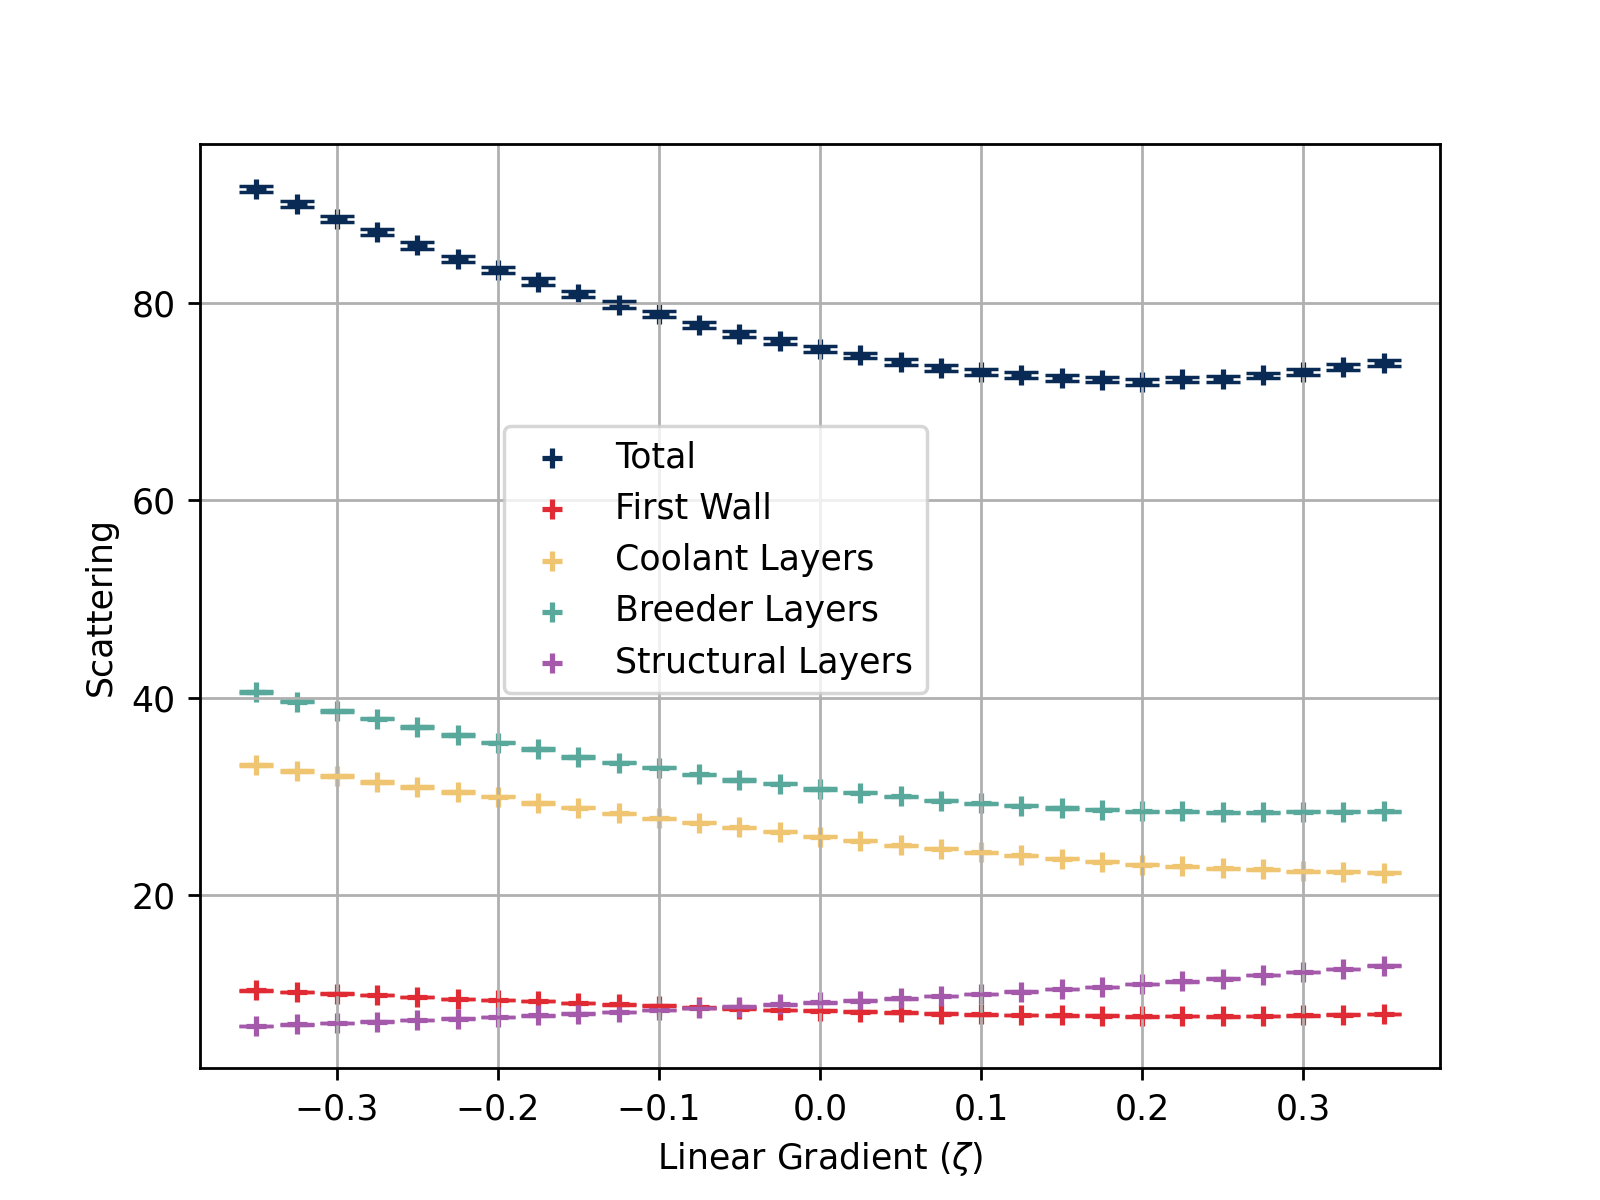 80
60
40
20
Scattering
Total
First Wall
Coolant Layers
Breeder Layers
Structural Layers
−0.3 −0.2 −0.1 0.0 0.1 0.2 0.3
Linear Gradient (ζ)